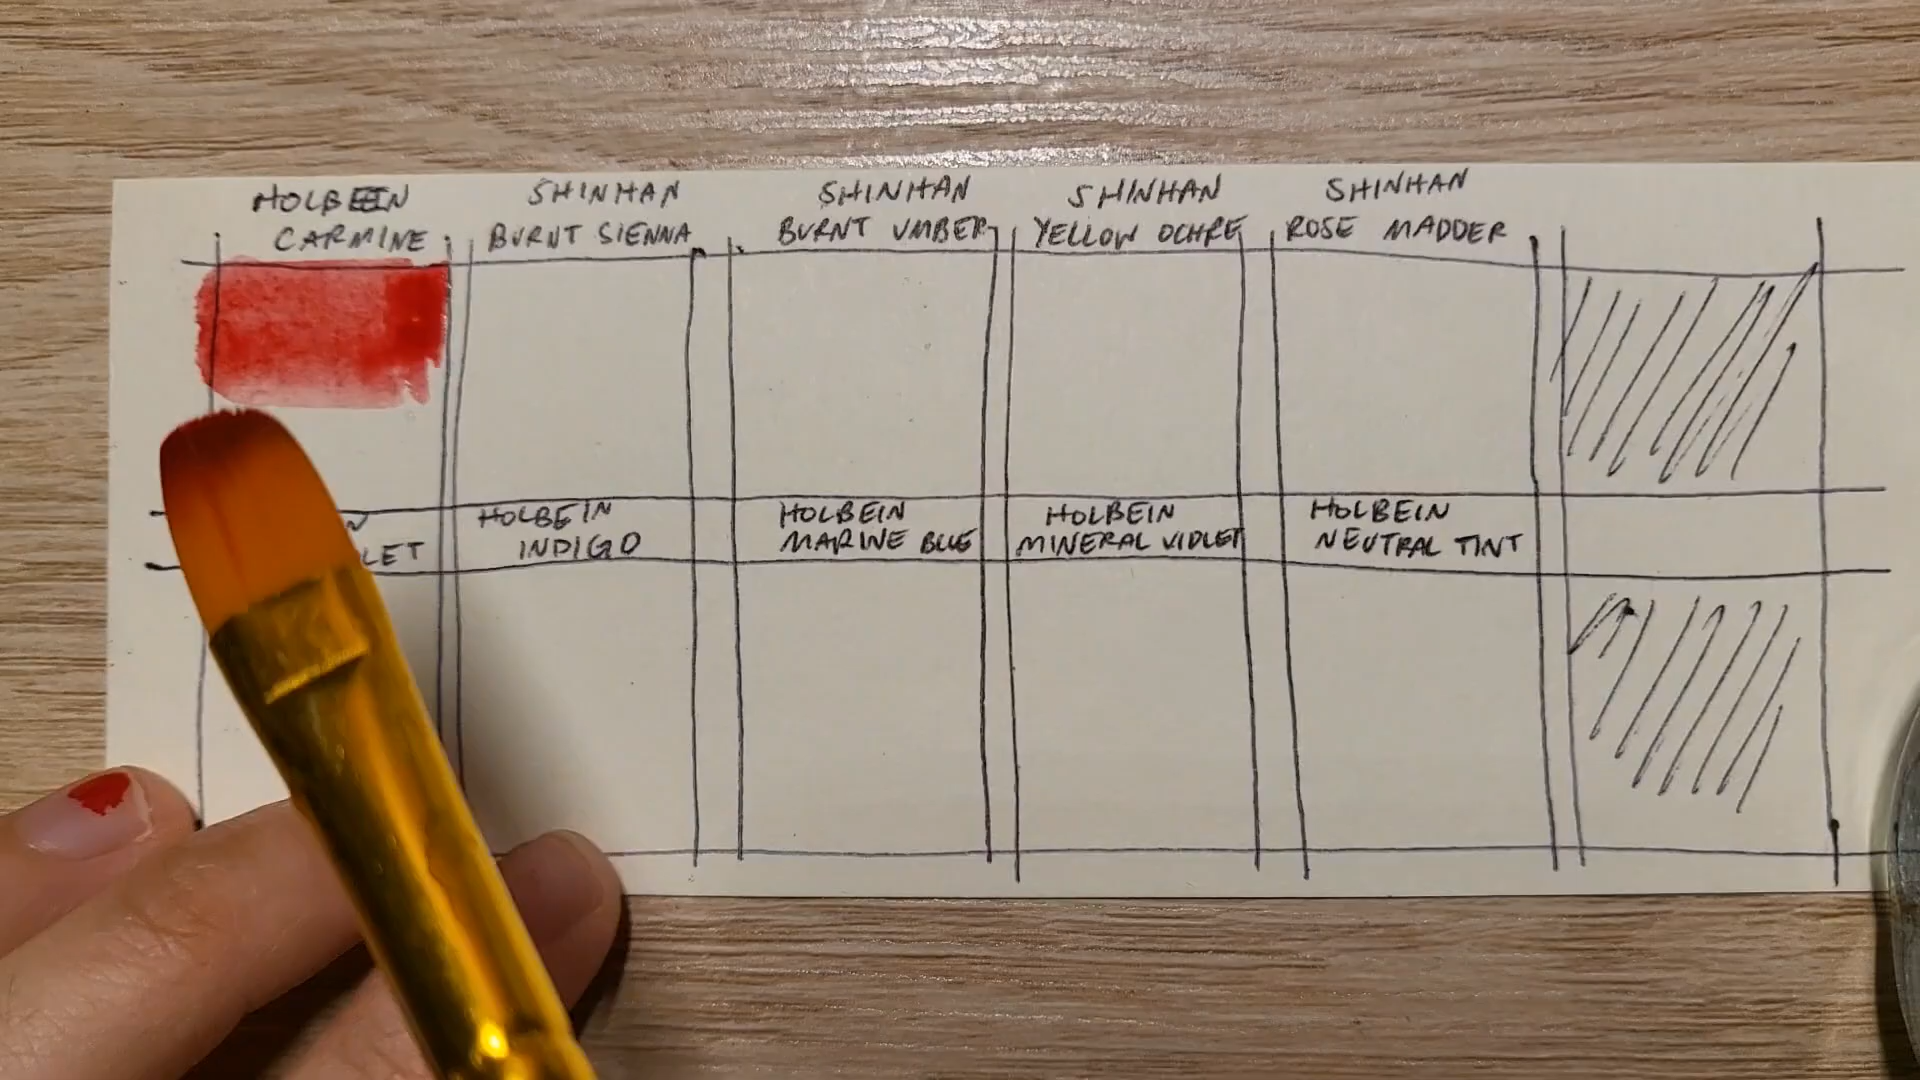 HOLBEIN
CARMINE
SHINHAN
BURNT SIENNA
SHINHAN
BURNT UMBER
SHINHAN
YELLOW OCHRE
SHINHAN
ROSE MADDER
HOLBEIN
INDIGO
HOLBEIN
MARINE BLUE
HOLBEIN
MINERAL VIOLET
HOLBEIN
NEUTRAL TINT